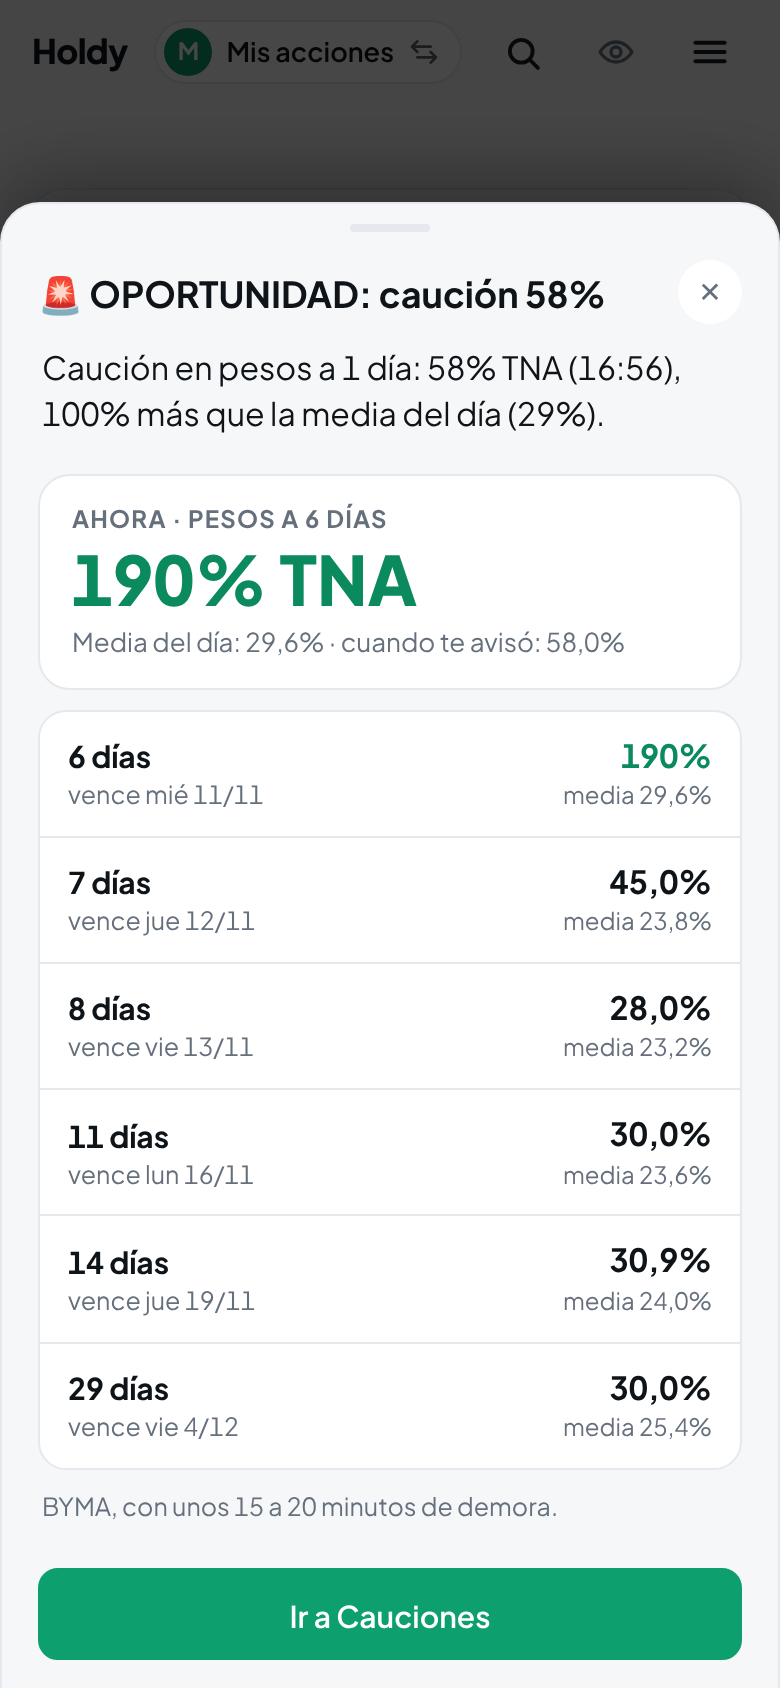 Holdy
M Mis acciones
🚨 OPORTUNIDAD: caución 58%
Caución en pesos a 1 día: 58% TNA (16:56),
100% más que la media del día (29%).
AHORA · PESOS A 6 DÍAS
190% TNA
Media del día: 29,6% · cuando te avisó: 58,0%
6 días 190%
vence mié 11/11 media 29,6%
7 días 45,0%
vence jue 12/11 media 23,8%
8 días 28,0%
vence vie 13/11 media 23,2%
11 días 30,0%
vence lun 16/11 media 23,6%
14 días 30,9%
vence jue 19/11 media 24,0%
29 días 30,0%
vence vie 4/12 media 25,4%
BYMA, con unos 15 a 20 minutos de demora.
Ir a Cauciones